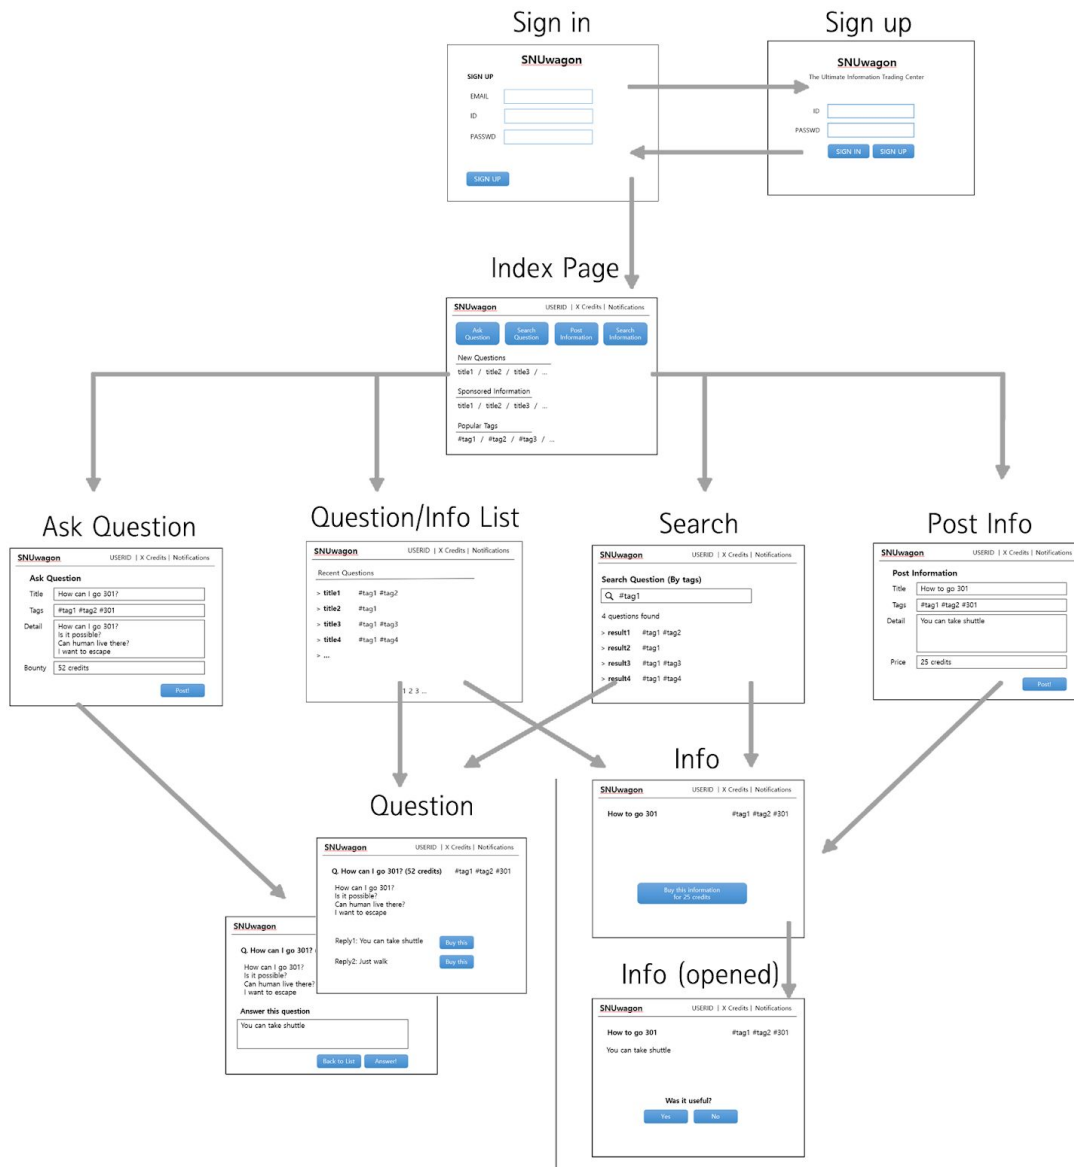 Sign in
SNUwagon
SIGN UP
EMAIL
ID
PASSWD
SIGN UP
Sign up
SNUwagon
The Ultimate Information Trading Center
ID
PASSWD
SIGN IN SIGN UP
Index Page
SNUwagon USERID | X Credits | Notifications
Ask Question
Search Question
Post Information
Search Information
New Questions
title1 / title2 / title3 / ...
Sponsored Information
title1 / title2 / title3 / ...
Popular Tags
#tag1 / #tag2 / #tag3 / ...
Ask Question
SNUwagon USERID | X Credits | Notifications
Ask Question
Title How can I go 301?
Tags #tag1 #tag2 #301
Detail How can I go 301?
Is it possible?
Can human live there?
I want to escape
Bounty 52 credits
Post!
Question/Info List
SNUwagon USERID | X Credits | Notifications
Recent Questions
> title1 #tag1 #tag2
> title2 #tag1
> title3 #tag1 #tag3
> title4 #tag1 #tag4
> ...
1 2 3 ...
Search
SNUwagon USERID | X Credits | Notifications
Search Question (By tags)
#tag1
4 questions found
> result1 #tag1 #tag2
> result2 #tag1
> result3 #tag1 #tag3
> result4 #tag1 #tag4
Post Info
SNUwagon USERID | X Credits | Notifications
Post Information
Title How to go 301
Tags #tag1 #tag2 #301
Detail You can take shuttle
Price 25 credits
Post!
Question
SNUwagon USERID | X Credits | Notifications
Q. How can I go 301? (52 credits) #tag1 #tag2 #301
How can I go 301?
Is it possible?
Can human live there?
I want to escape
Reply1: You can take shuttle Buy this
Reply2: Just walk Buy this
SNUwagon
Q. How can I go 301?
How can I go 301?
Is it possible?
Can human live there?
I want to escape
Answer this question
You can take shuttle
Back to List Answer!
Info
SNUwagon USERID | X Credits | Notifications
How to go 301 #tag1 #tag2 #301
Buy this information
for 25 credits
Info (opened)
SNUwagon USERID | X Credits | Notifications
How to go 301 #tag1 #tag2 #301
You can take shuttle
Was it useful?
Yes No